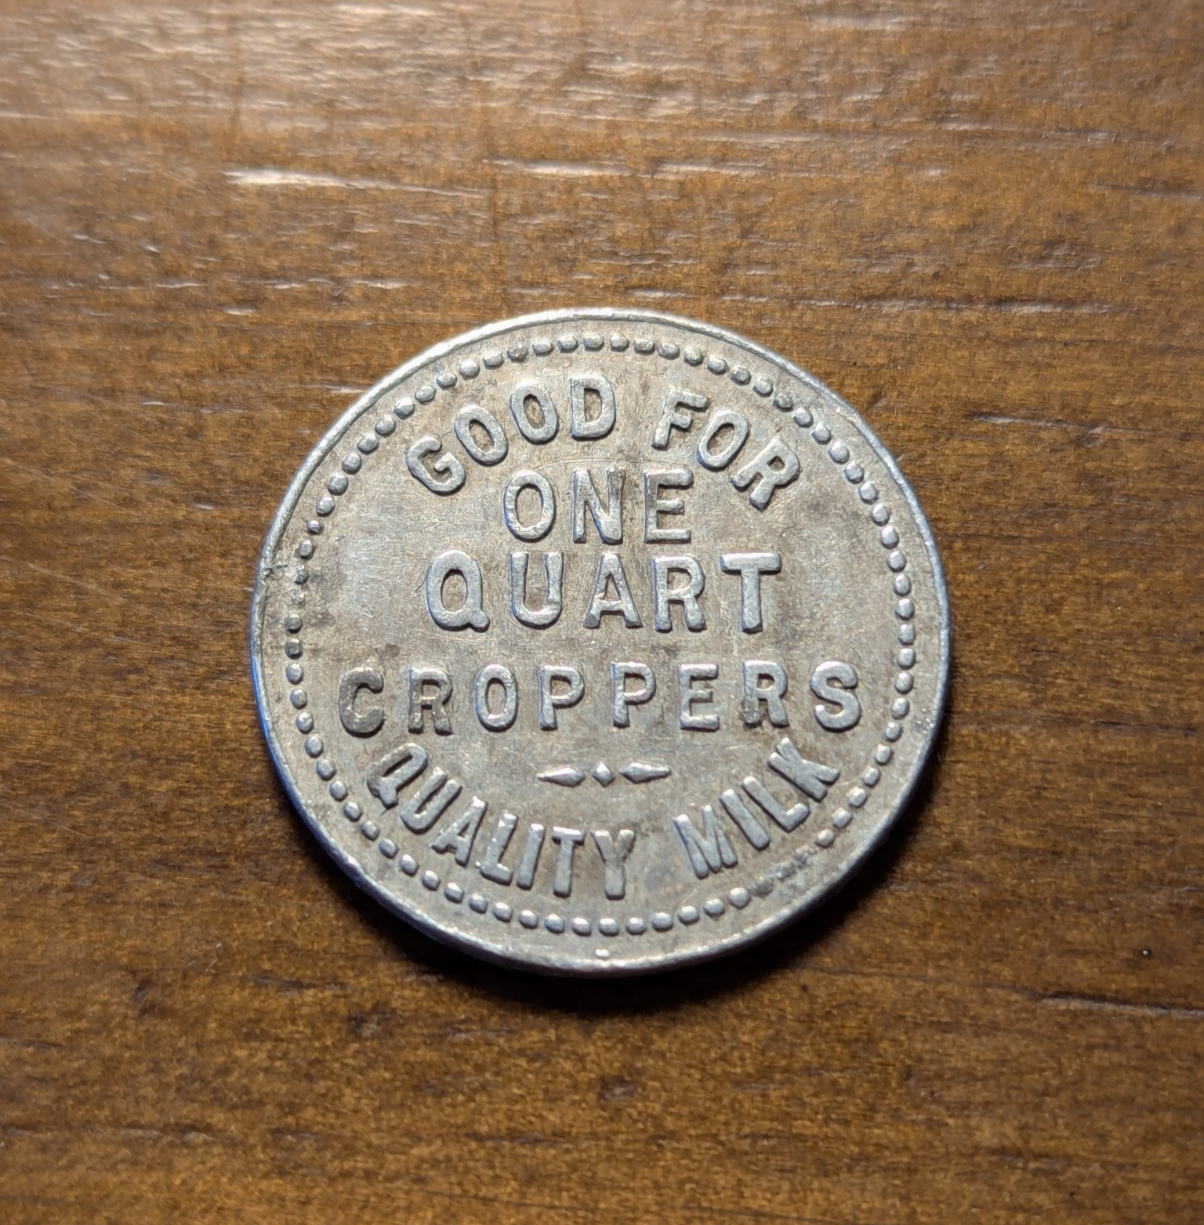 GOOD FOR
ONE
QUART
CROPPERS
QUALITY MILK